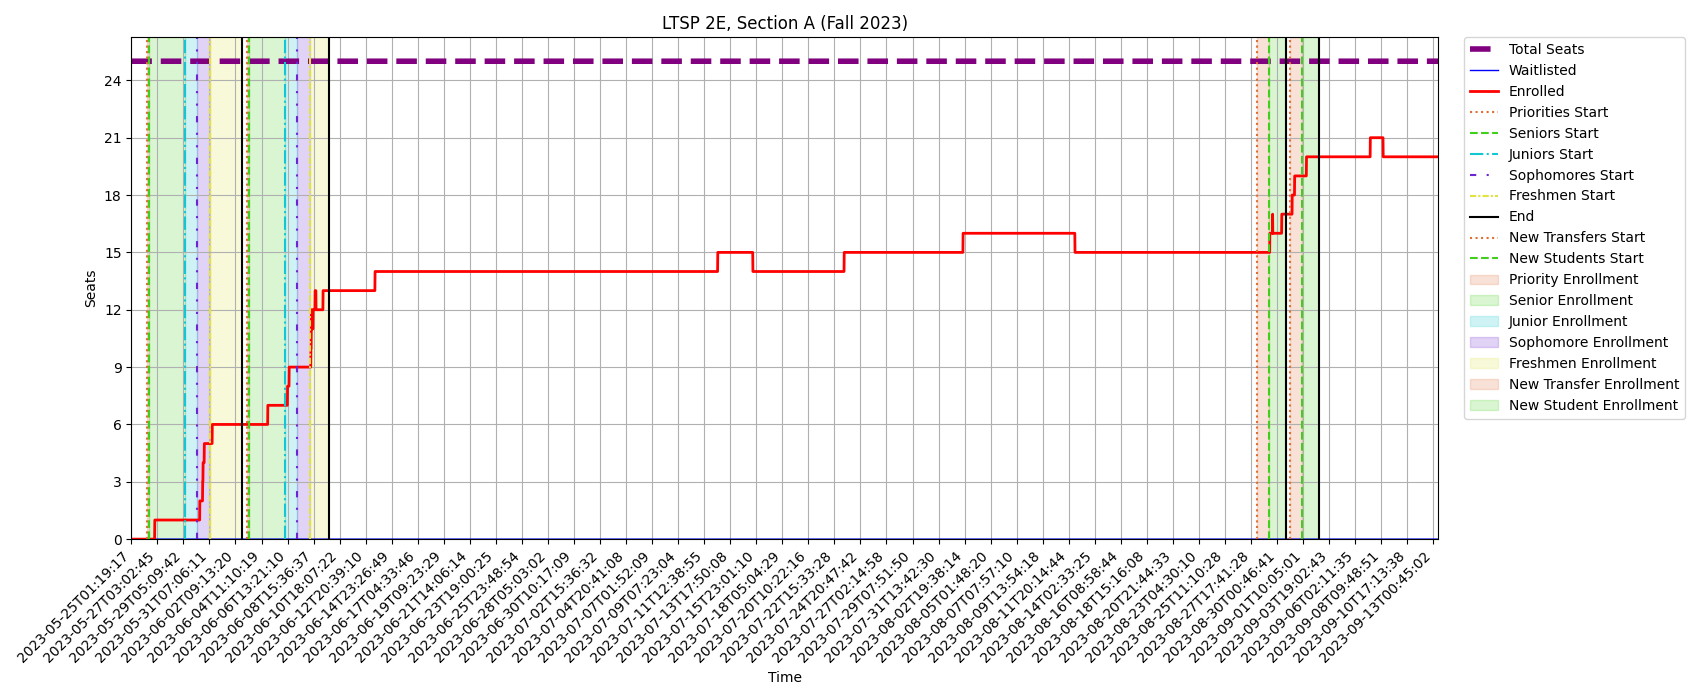 LTSP 2E, Section A (Fall 2023)
Seats
24
21
18
15
12
9
6
3
0
2023-05-25T01:19:17
2023-05-27T03:02:45
2023-05-29T05:09:42
2023-05-31T07:06:11
2023-06-02T09:13:20
2023-06-04T11:10:19
2023-06-06T13:21:10
2023-06-08T15:36:37
2023-06-10T18:07:22
2023-06-12T20:39:10
2023-06-14T23:26:49
2023-06-17T04:33:46
2023-06-19T09:23:29
2023-06-21T14:06:14
2023-06-23T19:00:25
2023-06-25T23:48:54
2023-06-28T05:03:02
2023-06-30T10:17:09
2023-07-02T15:36:32
2023-07-04T20:41:08
2023-07-07T01:52:09
2023-07-09T07:23:04
2023-07-11T12:38:55
2023-07-13T17:50:08
2023-07-15T23:01:10
2023-07-18T05:04:29
2023-07-20T10:22:16
2023-07-22T15:33:28
2023-07-24T20:47:42
2023-07-27T02:14:58
2023-07-29T07:51:50
2023-07-31T13:42:30
2023-08-02T19:38:14
2023-08-05T01:48:20
2023-08-07T07:57:10
2023-08-09T13:54:18
2023-08-11T20:14:44
2023-08-14T02:33:25
2023-08-16T08:58:44
2023-08-18T15:16:08
2023-08-20T21:44:33
2023-08-23T04:30:10
2023-08-25T11:10:28
2023-08-27T17:41:28
2023-08-30T00:46:41
2023-09-01T10:05:01
2023-09-03T19:02:43
2023-09-06T02:11:35
2023-09-08T09:48:51
2023-09-10T17:13:38
2023-09-13T00:45:02
Time
Total Seats
Waitlisted
Enrolled
Priorities Start
Seniors Start
Juniors Start
Sophomores Start
Freshmen Start
End
New Transfers Start
New Students Start
Priority Enrollment
Senior Enrollment
Junior Enrollment
Sophomore Enrollment
Freshmen Enrollment
New Transfer Enrollment
New Student Enrollment